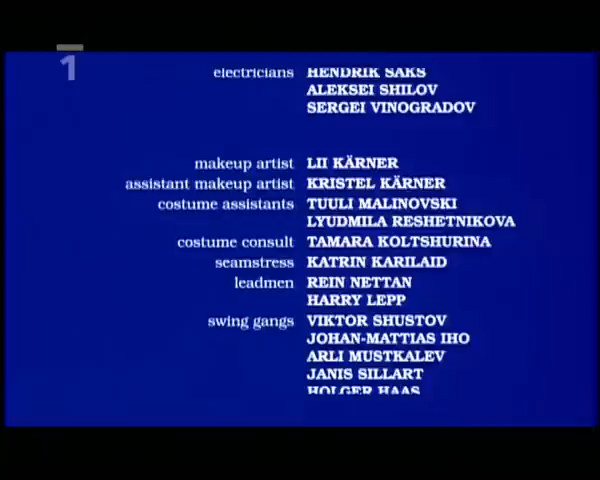 1
electricians HENDRIK SAKS
ALEKSEI SHILOV
SERGEI VINOGRADOV
makeup artist LII KÄRNER
assistant makeup artist KRISTEL KÄRNER
costume assistants TUULI MALINOVSKI
LYUDMILA RESHETNIKOVA
costume consult TAMARA KOLTSHURINA
seamstress KATRIN KARILAID
leadmen REIN NETTAN
HARRY LEPP
swing gangs VIKTOR SHUSTOV
JOHAN-MATTIAS IHO
ARLI MUSTKALEV
JANIS SILLART
HOLGER HAAS